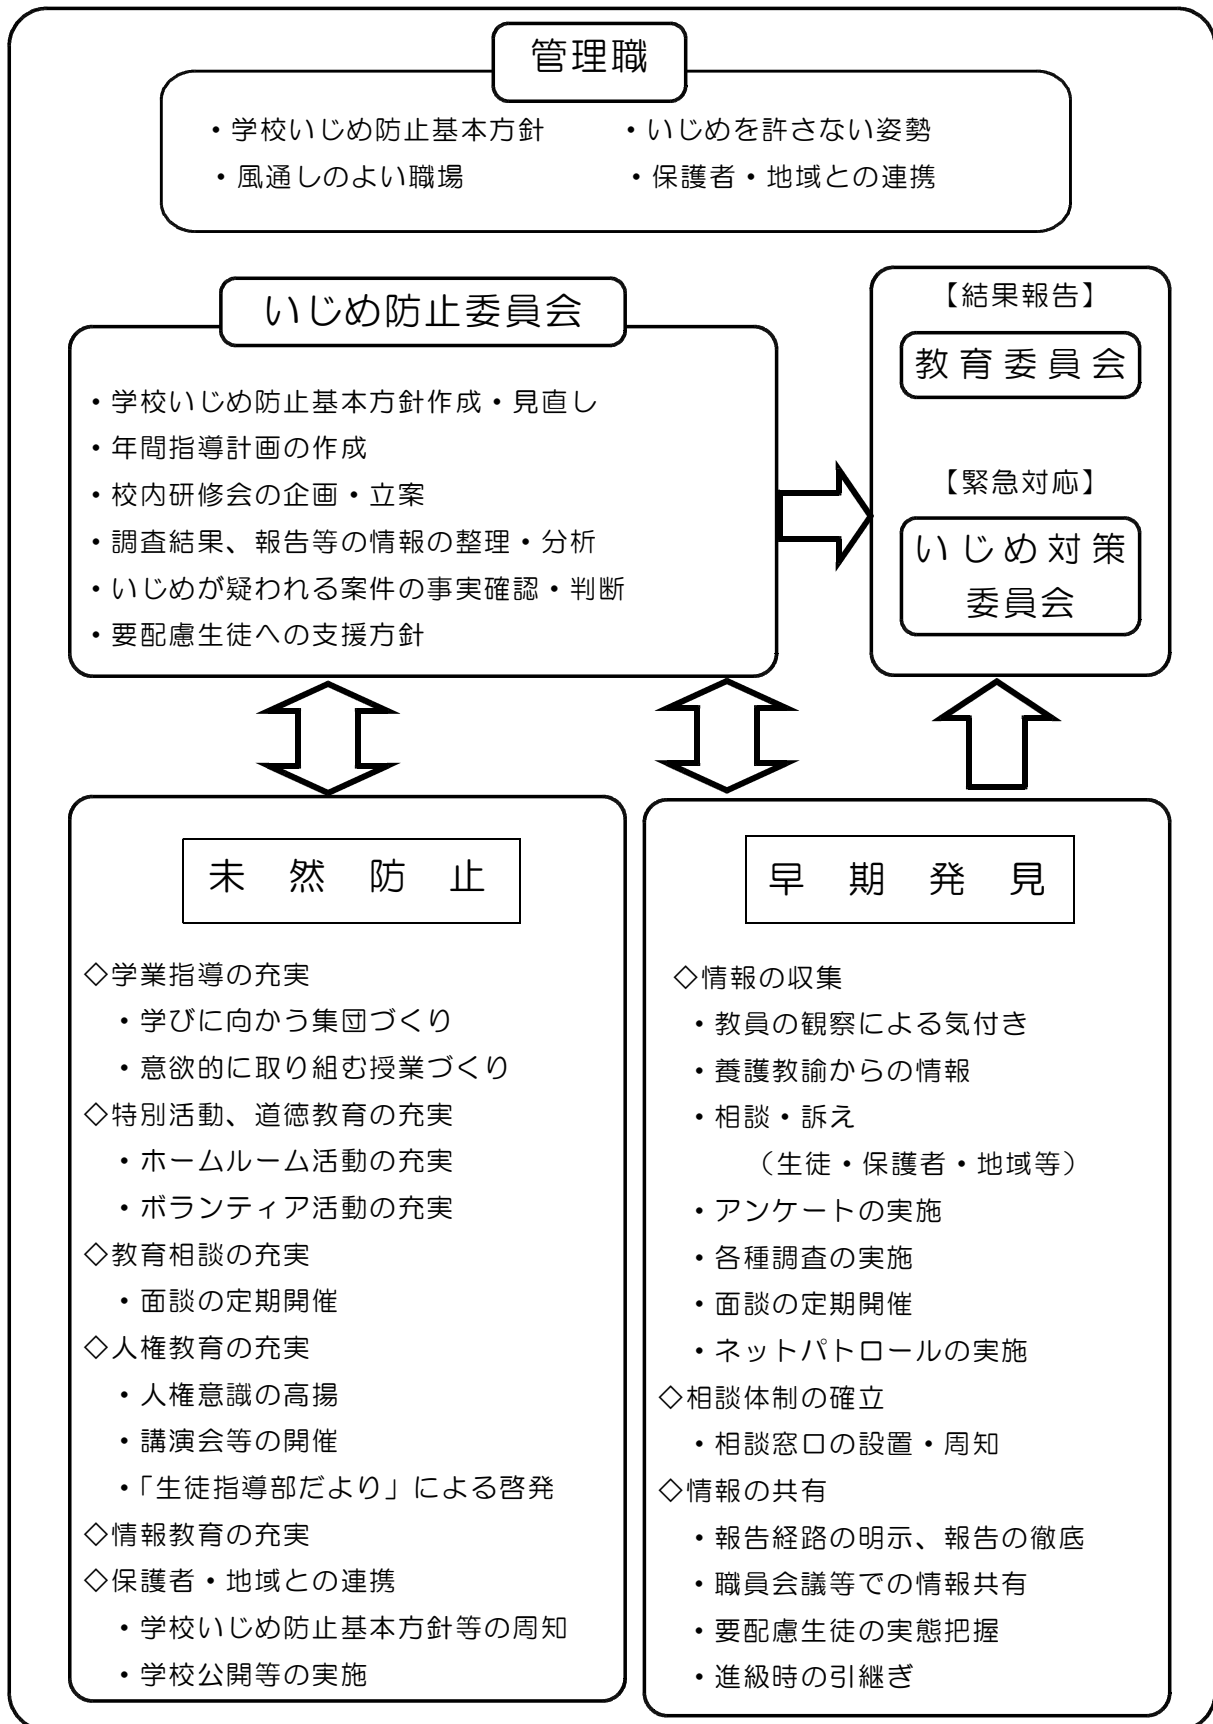 管理職
・学校いじめ防止基本方針　・いじめを許さない姿勢
・風通しのよい職場　・保護者・地域との連携
いじめ防止委員会
・学校いじめ防止基本方針作成・見直し
・年間指導計画の作成
・校内研修会の企画・立案
・調査結果、報告等の情報の整理・分析
・いじめが疑われる案件の事実確認・判断
・要配慮生徒への支援方針
【結果報告】
教育委員会
【緊急対応】
いじめ対策
委員会
未然防止
◇学業指導の充実
・学びに向かう集団づくり
・意欲的に取り組む授業づくり
◇特別活動、道徳教育の充実
・ホームルーム活動の充実
・ボランティア活動の充実
◇教育相談の充実
・面談の定期開催
◇人権教育の充実
・人権意識の高揚
・講演会等の開催
・「生徒指導部だより」による啓発
◇情報教育の充実
◇保護者・地域との連携
・学校いじめ防止基本方針等の周知
・学校公開等の実施
早期発見
◇情報の収集
・教員の観察による気付き
・養護教諭からの情報
・相談・訴え
（生徒・保護者・地域等）
・アンケートの実施
・各種調査の実施
・面談の定期開催
・ネットパトロールの実施
◇相談体制の確立
・相談窓口の設置・周知
◇情報の共有
・報告経路の明示、報告の徹底
・職員会議等での情報共有
・要配慮生徒の実態把握
・進級時の引継ぎ